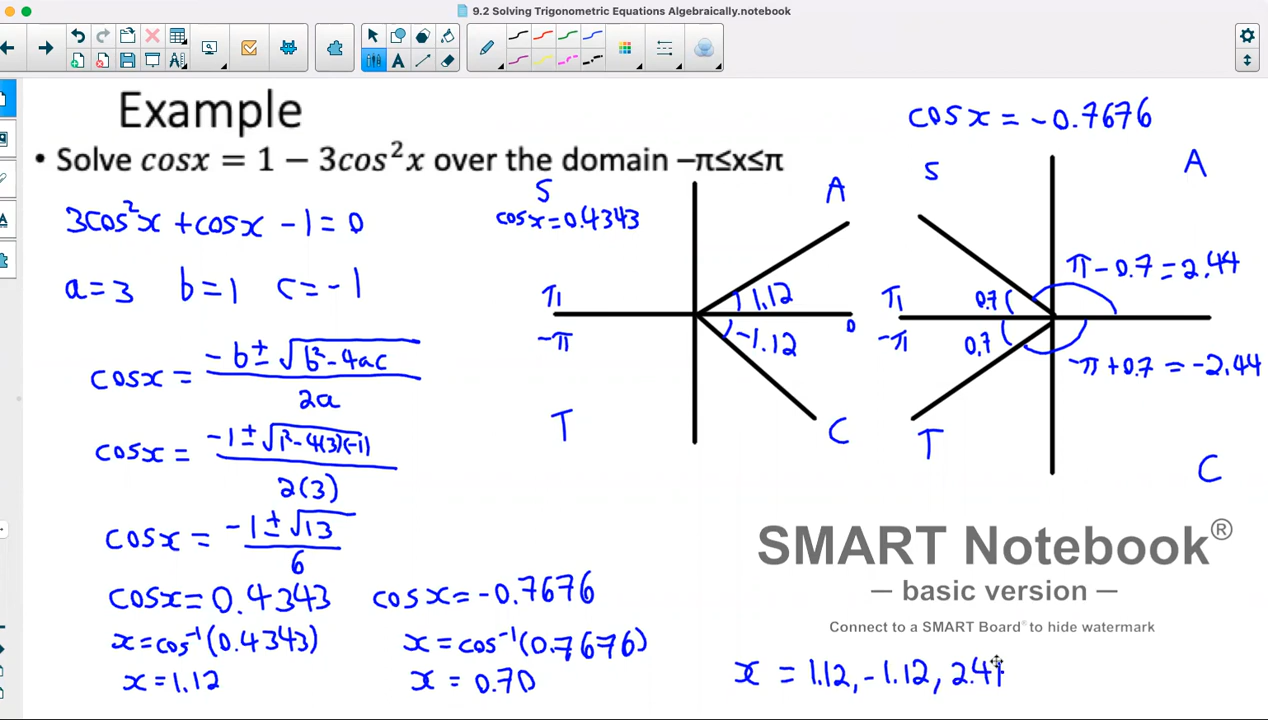 9.2 Solving Trigonometric Equations Algebraically.notebook
Example
• Solve cosx = 1 − 3cos²x over the domain –π≤x≤π
3cos²x + cosx - 1 = 0
a = 3 b = 1 c = - 1
cosx = (-b ± √(b² - 4ac)) / 2a
cosx = (-1 ± √(1² - 4(3)(-1))) / 2(3)
cosx = (-1 ± √13) / 6
cosx = 0.4343
x = cos⁻¹(0.4343)
x = 1.12
cosx = -0.7676
x = cos⁻¹(0.7676)
x = 0.70
S
A
cosx = 0.4343
π
1.12
0
-π
-1.12
T
C
cosx = -0.7676
S
A
π - 0.7 = 2.44
π
0.7
-π
0.7
-π + 0.7 = -2.44
T
C
SMART Notebook®
— basic version —
Connect to a SMART Board® to hide watermark
x = 1.12, - 1.12, 2.4